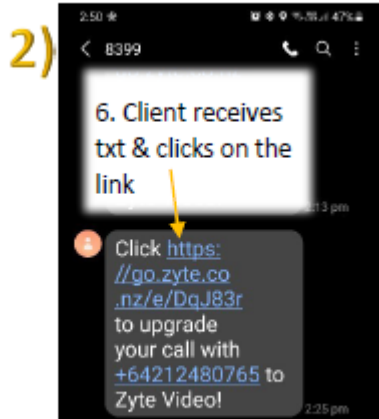 2)
2:50
47%
8399
6. Client receives
txt & clicks on the
link
2:13 pm
Click https:
//go.zyte.co
.nz/e/DqJ83r
to upgrade
your call with
+64212480765 to
Zyte Video!
2:25 pm